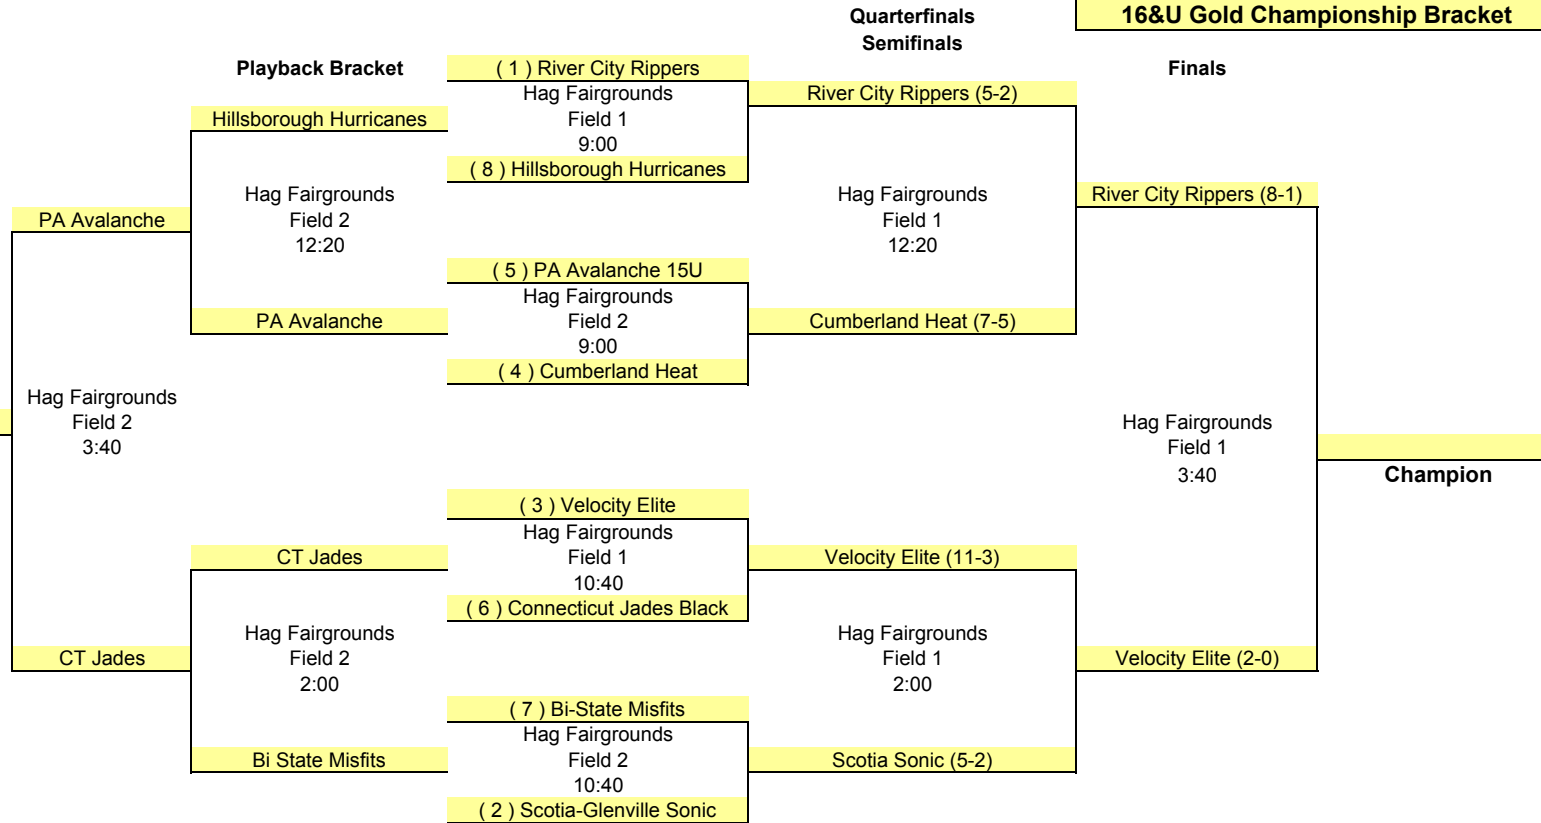 16&U Gold Championship Bracket
Quarterfinals
Semifinals
Playback Bracket
Finals
( 1 ) River City Rippers
Hag Fairgrounds
Field 1
9:00
( 8 ) Hillsborough Hurricanes
River City Rippers (5-2)
Hillsborough Hurricanes
Hag Fairgrounds
Field 2
12:20
PA Avalanche
Hag Fairgrounds
Field 1
12:20
River City Rippers (8-1)
PA Avalanche
( 5 ) PA Avalanche 15U
Hag Fairgrounds
Field 2
9:00
( 4 ) Cumberland Heat
Cumberland Heat (7-5)
Hag Fairgrounds
Field 2
3:40
Hag Fairgrounds
Field 1
3:40
Champion
( 3 ) Velocity Elite
Hag Fairgrounds
Field 1
10:40
( 6 ) Connecticut Jades Black
CT Jades
Velocity Elite (11-3)
Hag Fairgrounds
Field 2
2:00
CT Jades
Hag Fairgrounds
Field 1
2:00
Velocity Elite (2-0)
( 7 ) Bi-State Misfits
Hag Fairgrounds
Field 2
10:40
( 2 ) Scotia-Glenville Sonic
Bi State Misfits
Scotia Sonic (5-2)